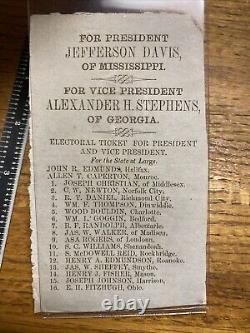 FOR PRESIDENT
JEFFERSON DAVIS,
OF MISSISSIPPI.
FOR VICE PRESIDENT
ALEXANDER H. STEPHENS,
OF GEORGIA.
ELECTORAL TICKET FOR PRESIDENT
AND VICE PRESIDENT.
For the State at Large.
JOHN R. EDMUNDS, Halifax.
ALLEN T. CAPERTON, Monroe.
1. JOSEPH CHRISTIAN, of Middlesex.
2. C. W. NEWTON, Norfolk City.
3. R. T. DANIEL, Richmond City.
4. WM. F. THOMPSON, Dinwiddie.
5. WOOD BOULDIN, Charlotte.
6. WM. L. GOGGIN, Bedford.
7. B. F. RANDOLPH, Albemarle.
8. JAS. W. WALKER, of Madison.
9. ASA ROGERS, of Loudoun.
10. S. C. WILLIAMS, Shenandoah.
11. S. McDOWELL REID, Rockbridge.
12. HENRY A. EDMUNDSON, Roanoke.
13. JAS. W. SHEFFEY, Smythe.
14. HENRY J. FISHER, Mason.
15. JOSEPH JOHNSON, Harrison.
16. E. H. FITZHUGH, Ohio.